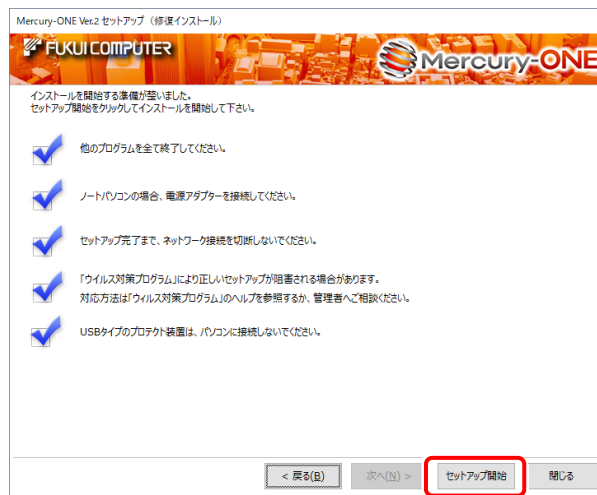 Mercury-ONE Ver.2 セットアップ（修復インストール）
FUKUI COMPUTER
Mercury-ONE
インストールを開始する準備が整いました。
セットアップ開始をクリックしてインストールを開始して下さい。
他のプログラムを全て終了してください。
ノートパソコンの場合、電源アダプターを接続してください。
セットアップ完了まで、ネットワーク接続を切断しないでください。
「ウイルス対策プログラム」により正しいセットアップが阻害される場合があります。
対応方法は「ウィルス対策プログラム」のヘルプを参照するか、管理者へご相談ください。
USBタイプのプロテクト装置は、パソコンに接続しないでください。
< 戻る(B) 次へ(N) > セットアップ開始 閉じる